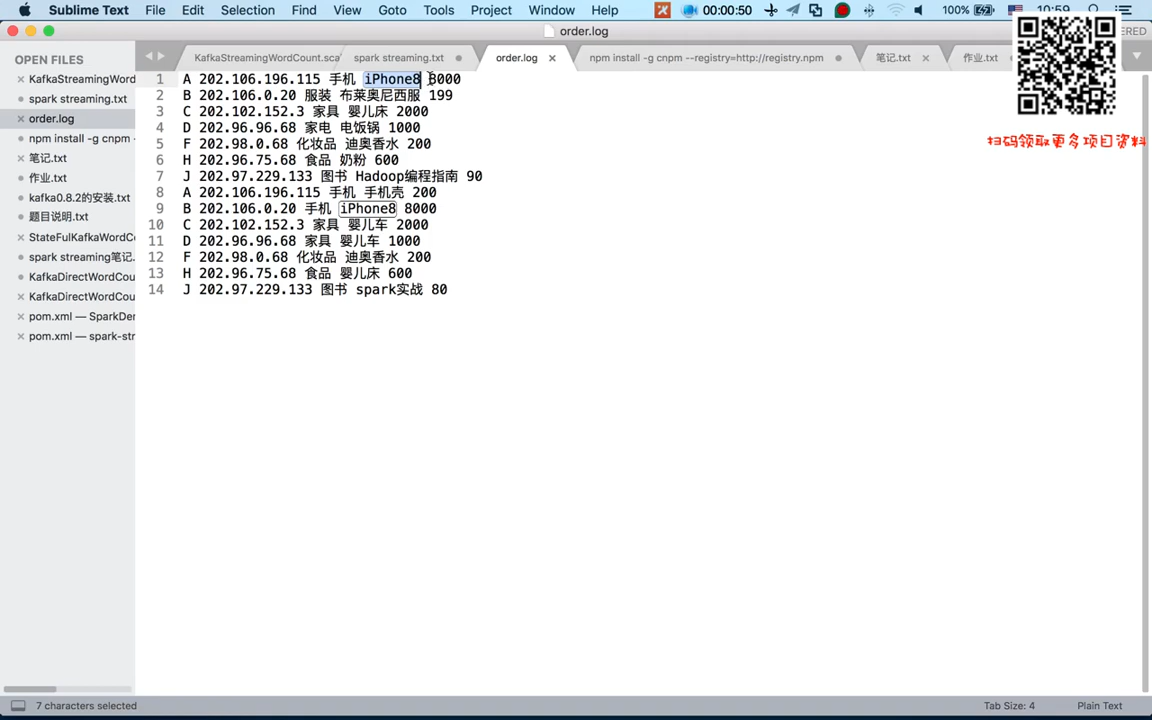 Sublime Text File Edit Selection Find View Goto Tools Project Window Help 00:00:50 100% 10:59
order.log
OPEN FILES
KafkaStreamingWord
spark streaming.txt
order.log
npm install -g cnpm -
笔记.txt
作业.txt
kafka0.8.2的安装.txt
题目说明.txt
StateFulKafkaWordCo
spark streaming笔记.
KafkaDirectWordCou
KafkaDirectWordCou
pom.xml — SparkDer
pom.xml — spark-str
KafkaStreamingWordCount.sca spark streaming.txt order.log npm install -g cnpm --registry=http://registry.npm 笔记.txt 作业.txt
1 A 202.106.196.115 手机 iPhone8 8000
2 B 202.106.0.20 服装 布莱奥尼西服 199
3 C 202.102.152.3 家具 婴儿床 2000
4 D 202.96.96.68 家电 电饭锅 1000
5 F 202.98.0.68 化妆品 迪奥香水 200
6 H 202.96.75.68 食品 奶粉 600
7 J 202.97.229.133 图书 Hadoop编程指南 90
8 A 202.106.196.115 手机 手机壳 200
9 B 202.106.0.20 手机 iPhone8 8000
10 C 202.102.152.3 家具 婴儿车 2000
11 D 202.96.96.68 家具 婴儿车 1000
12 F 202.98.0.68 化妆品 迪奥香水 200
13 H 202.96.75.68 食品 婴儿床 600
14 J 202.97.229.133 图书 spark实战 80
扫码领取更多项目资料
7 characters selected
Tab Size: 4 Plain Text